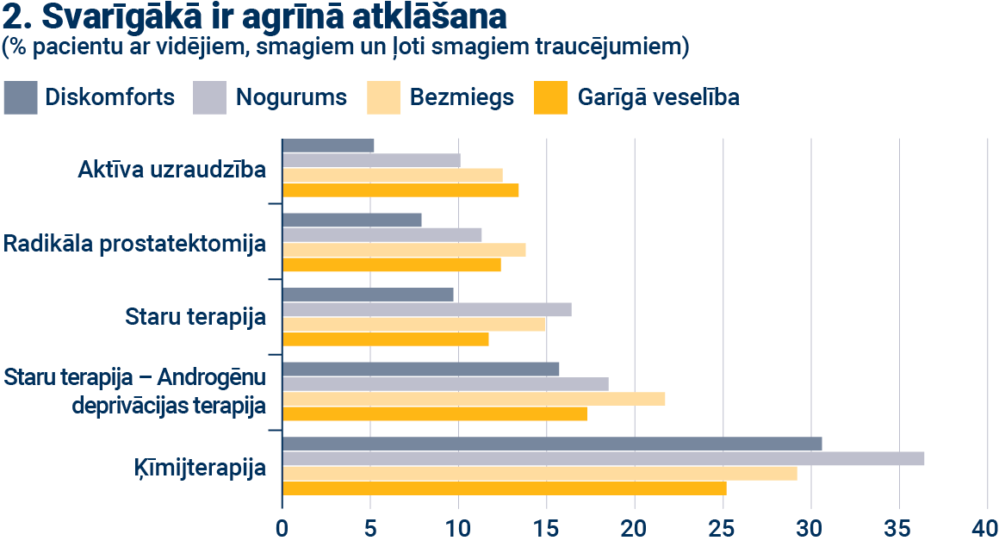 2. Svarīgākā ir agrīnā atklāšana
(% pacientu ar vidējiem, smagiem un ļoti smagiem traucējumiem)
Diskomforts Nogurums Bezmiegs Garīgā veselība
Aktīva uzraudzība
Radikāla prostatektomija
Staru terapija
Staru terapija – Androgēnu
deprivācijas terapija
Ķīmijterapija
0 5 10 15 20 25 30 35 40